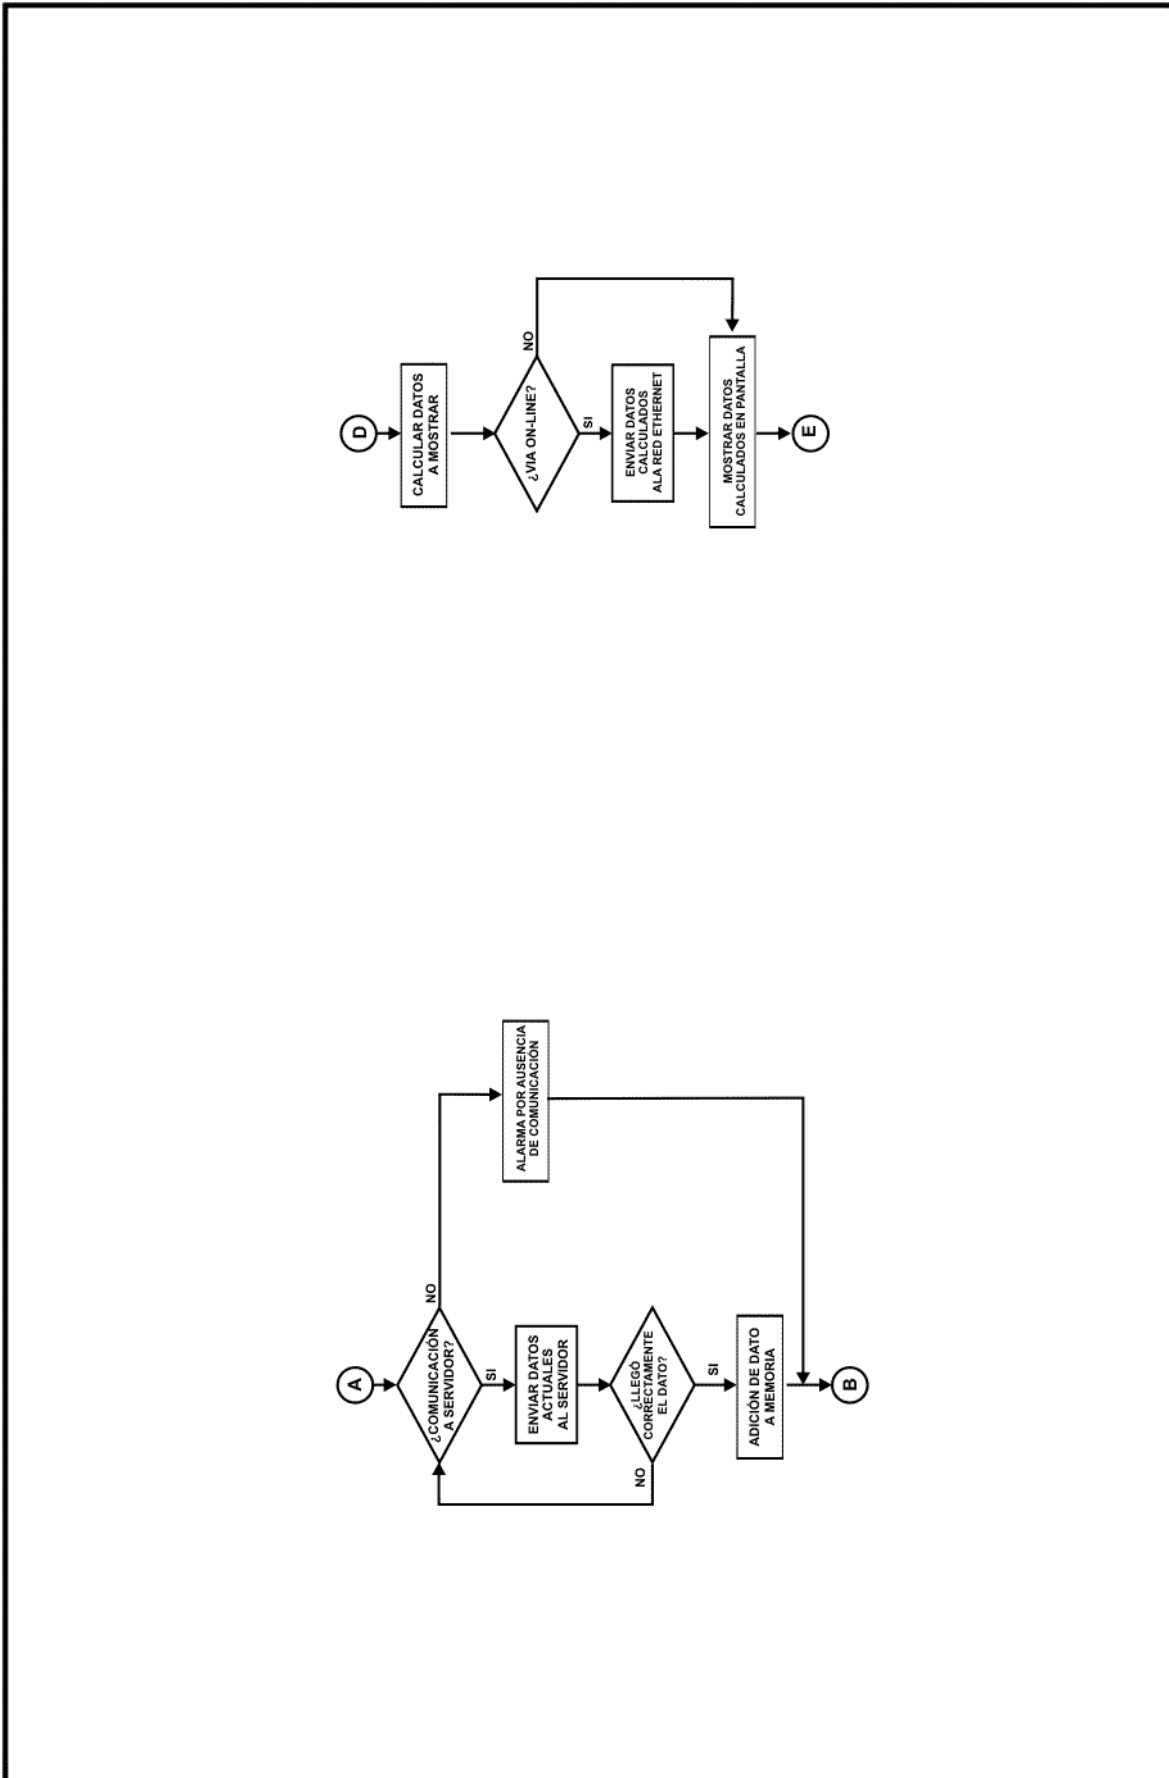 A
¿COMUNICACIÓN
A SERVIDOR?
NO
SI
ENVIAR DATOS
ACTUALES
AL SERVIDOR
ALARMA POR AUSENCIA
DE COMUNICACIÓN
¿LLEGÓ
CORRECTAMENTE
EL DATO?
NO
SI
ADICIÓN DE DATO
A MEMORIA
B
D
CALCULAR DATOS
A MOSTRAR
¿VIA ON-LINE?
NO
SI
ENVIAR DATOS
CALCULADOS
ALA RED ETHERNET
MOSTRAR DATOS
CALCULADOS EN PANTALLA
E